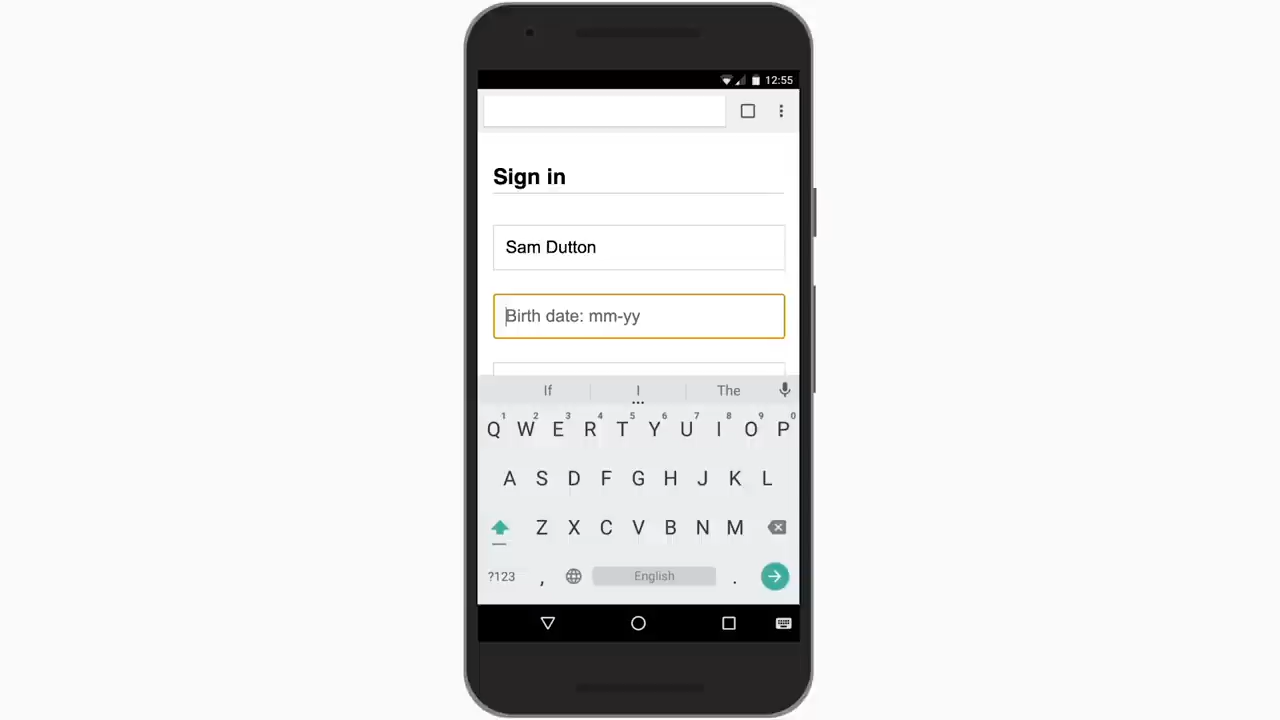 12:55
Sign in
Sam Dutton
Birth date: mm-yy
If I The
1 2 3 4 5 6 7 8 9 0
Q W E R T Y U I O P
A S D F G H J K L
Z X C V B N M
?123 , English .